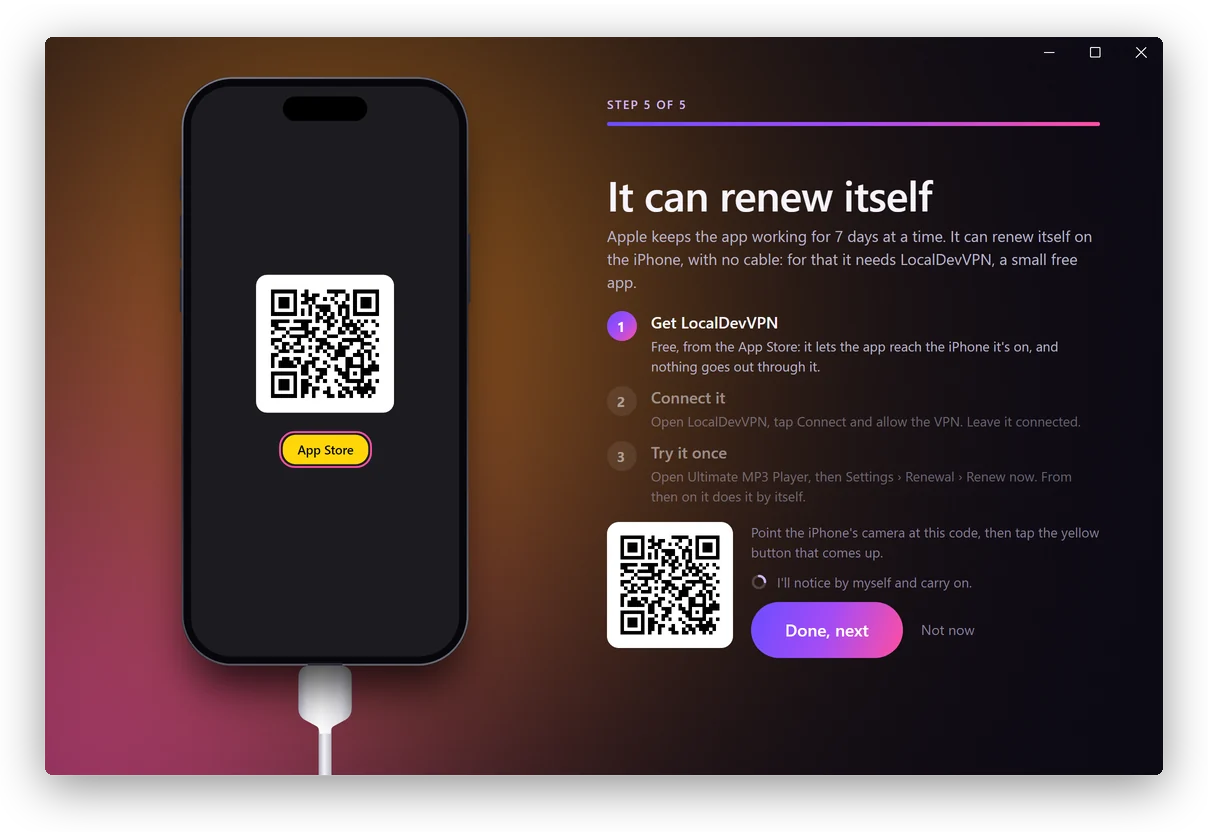 STEP 5 OF 5
It can renew itself
Apple keeps the app working for 7 days at a time. It can renew itself on
the iPhone, with no cable: for that it needs LocalDevVPN, a small free
app.
1
Get LocalDevVPN
Free, from the App Store: it lets the app reach the iPhone it's on, and
nothing goes out through it.
2
Connect it
Open LocalDevVPN, tap Connect and allow the VPN. Leave it connected.
3
Try it once
Open Ultimate MP3 Player, then Settings › Renewal › Renew now. From
then on it does it by itself.
Point the iPhone's camera at this code, then tap the yellow
button that comes up.
I'll notice by myself and carry on.
Done, next
Not now
App Store